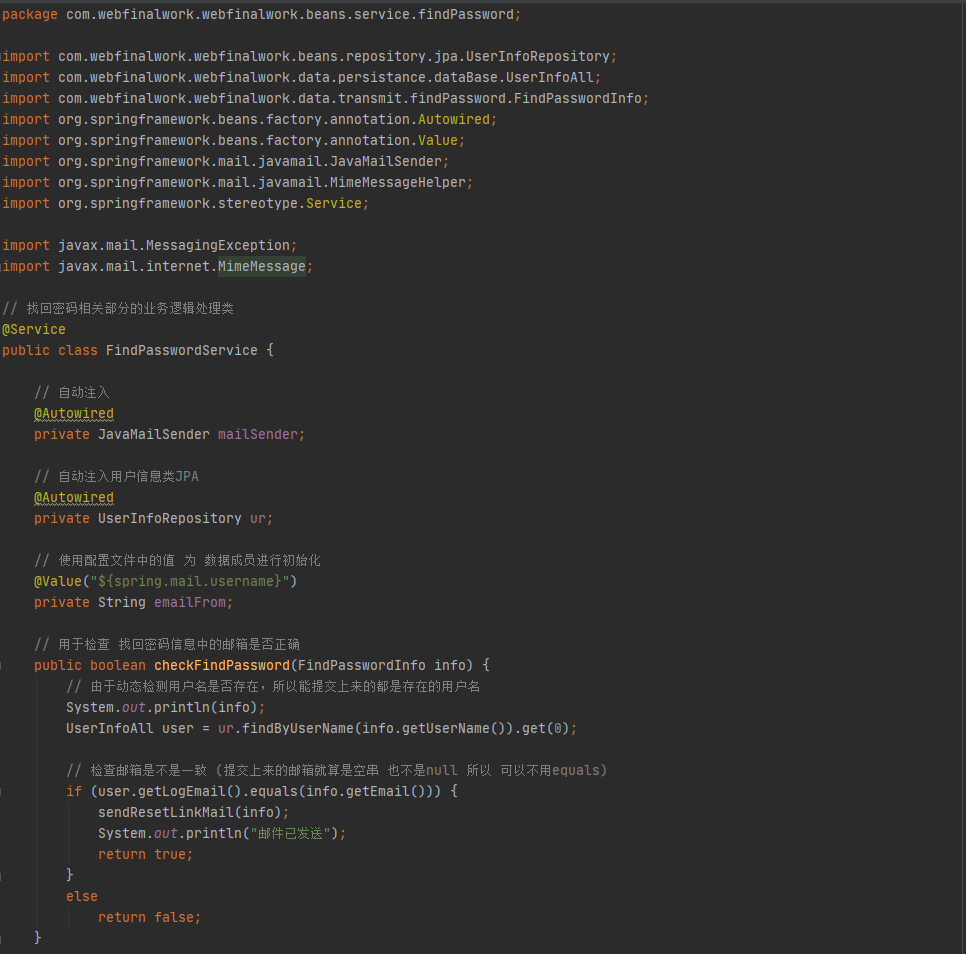 package com.webfinalwork.webfinalwork.beans.service.findPassword;
import com.webfinalwork.webfinalwork.beans.repository.jpa.UserInfoRepository;
import com.webfinalwork.webfinalwork.data.persistance.dataBase.UserInfoAll;
import com.webfinalwork.webfinalwork.data.transmit.findPassword.FindPasswordInfo;
import org.springframework.beans.factory.annotation.Autowired;
import org.springframework.beans.factory.annotation.Value;
import org.springframework.mail.javamail.JavaMailSender;
import org.springframework.mail.javamail.MimeMessageHelper;
import org.springframework.stereotype.Service;
import javax.mail.MessagingException;
import javax.mail.internet.MimeMessage;
// 找回密码相关部分的业务逻辑处理类
@Service
public class FindPasswordService {
// 自动注入
@Autowired
private JavaMailSender mailSender;
// 自动注入用户信息类JPA
@Autowired
private UserInfoRepository ur;
// 使用配置文件中的值 为 数据成员进行初始化
@Value("${spring.mail.username}")
private String emailFrom;
// 用于检查 找回密码信息中的邮箱是否正确
public boolean checkFindPassword(FindPasswordInfo info) {
// 由于动态检测用户名是否存在，所以能提交上来的都是存在的用户名
System.out.println(info);
UserInfoAll user = ur.findByUserName(info.getUserName()).get(0);
// 检查邮箱是不是一致 (提交上来的邮箱就算是空串 也不是null 所以 可以不用equals)
if (user.getLogEmail().equals(info.getEmail())) {
sendResetLinkMail(info);
System.out.println("邮件已发送");
return true;
}
else
return false;
}